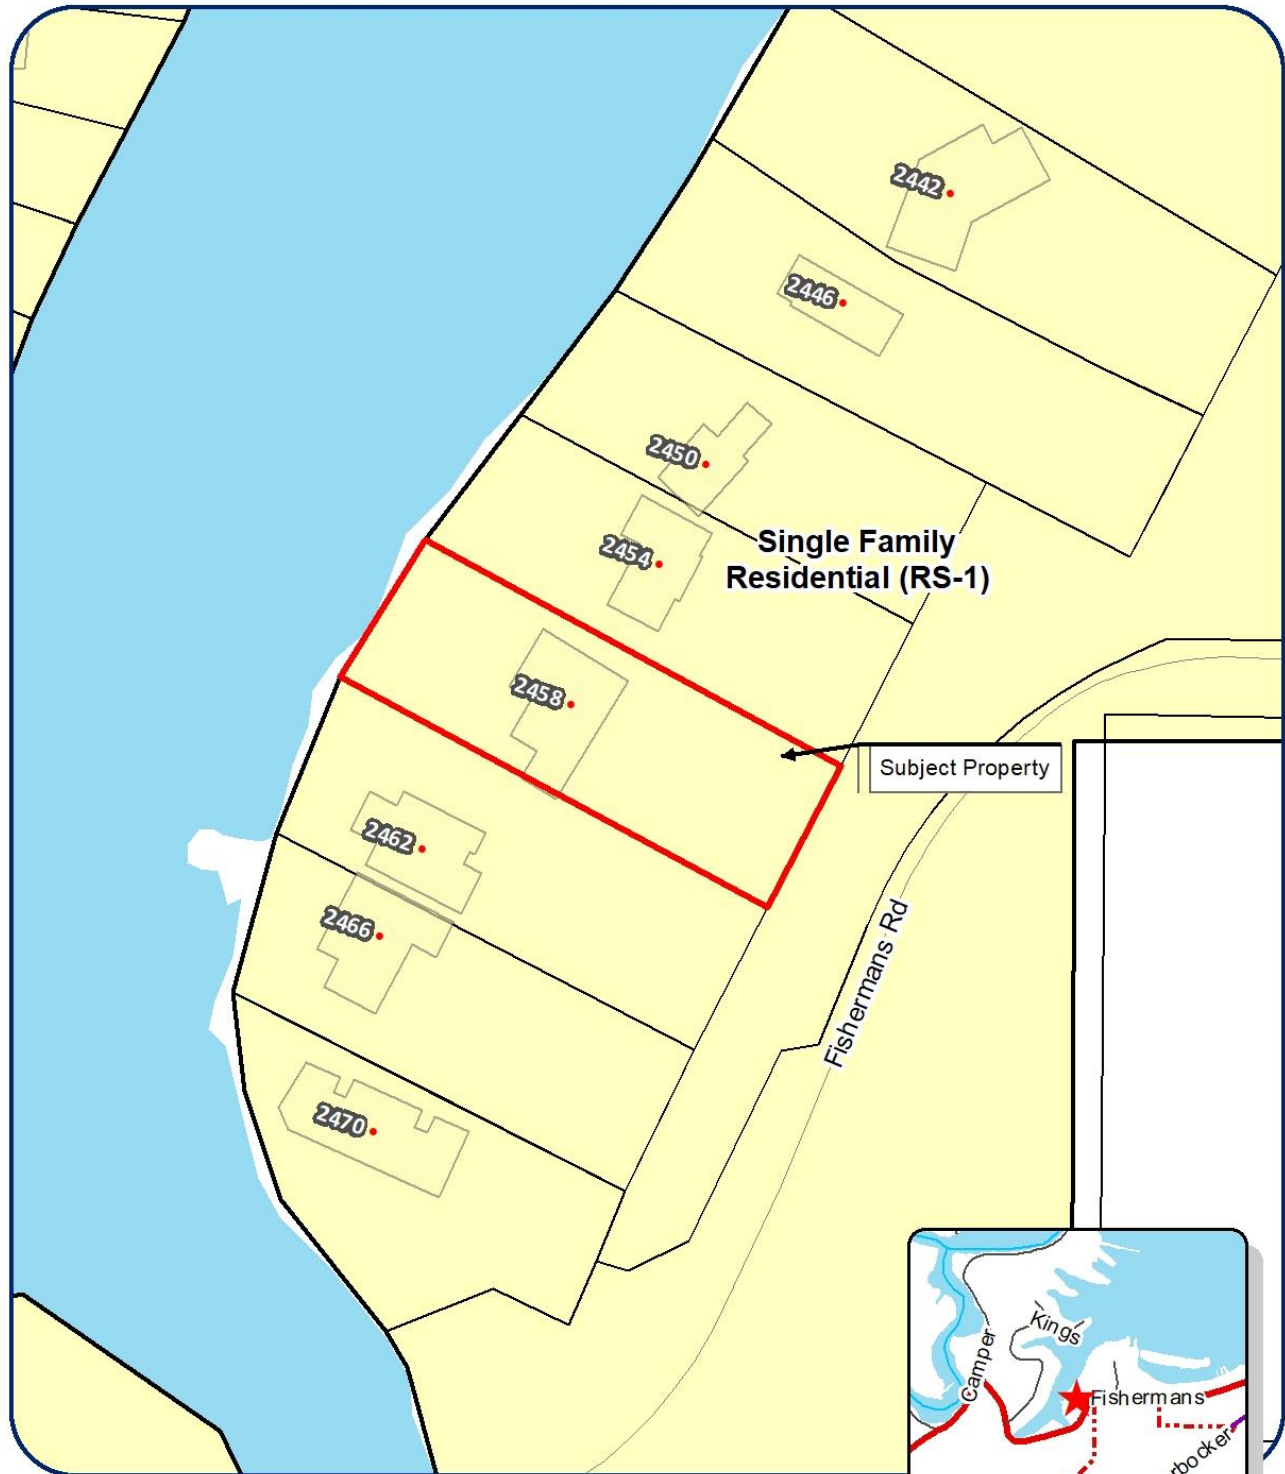 2442
2446
2450
2454
Single Family
Residential (RS-1)
2458
Subject Property
2462
2466
Fishermans Rd
2470
Kings
Camper
Fishermans
rbocker